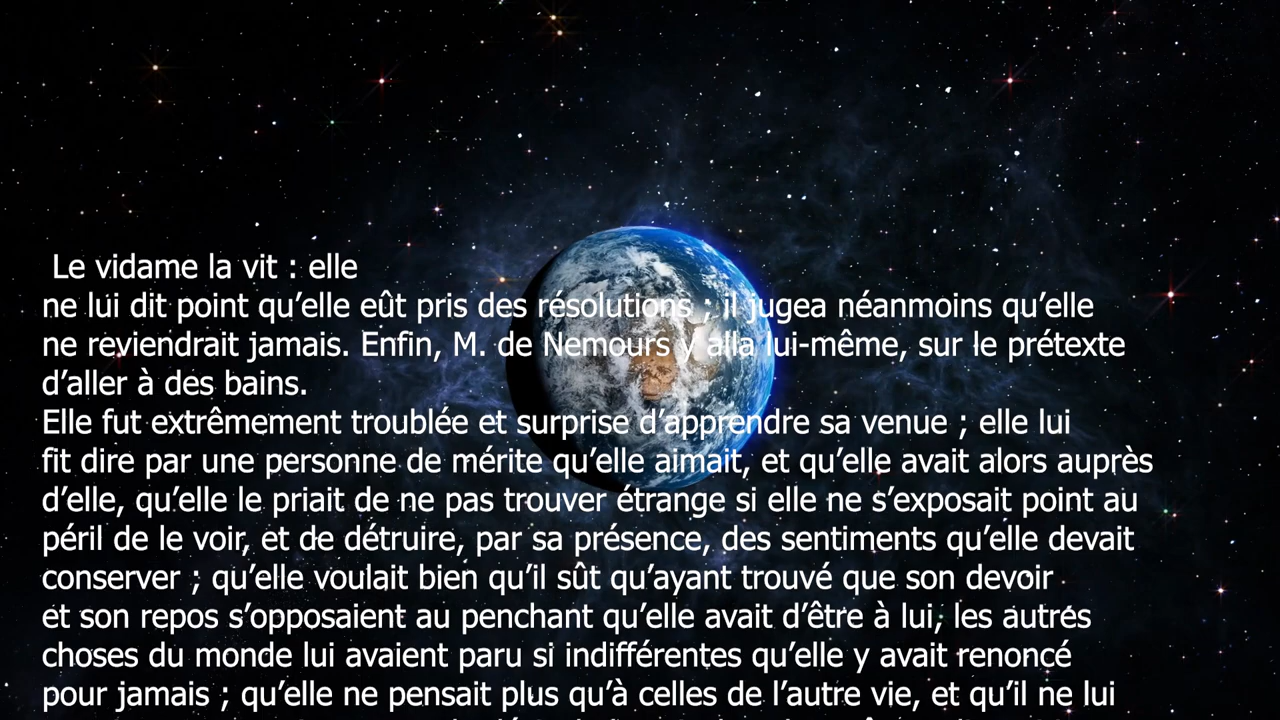 Le vidame la vit : elle
ne lui dit point qu’elle eût pris des résolutions ; il jugea néanmoins qu’elle
ne reviendrait jamais. Enfin, M. de Nemours y alla lui-même, sur le prétexte
d’aller à des bains.
Elle fut extrêmement troublée et surprise d’apprendre sa venue ; elle lui
fit dire par une personne de mérite qu’elle aimait, et qu’elle avait alors auprès
d’elle, qu’elle le priait de ne pas trouver étrange si elle ne s’exposait point au
péril de le voir, et de détruire, par sa présence, des sentiments qu’elle devait
conserver ; qu’elle voulait bien qu’il sût qu’ayant trouvé que son devoir
et son repos s’opposaient au penchant qu’elle avait d’être à lui, les autres
choses du monde lui avaient paru si indifférentes qu’elle y avait renoncé
pour jamais ; qu’elle ne pensait plus qu’à celles de l’autre vie, et qu’il ne lui